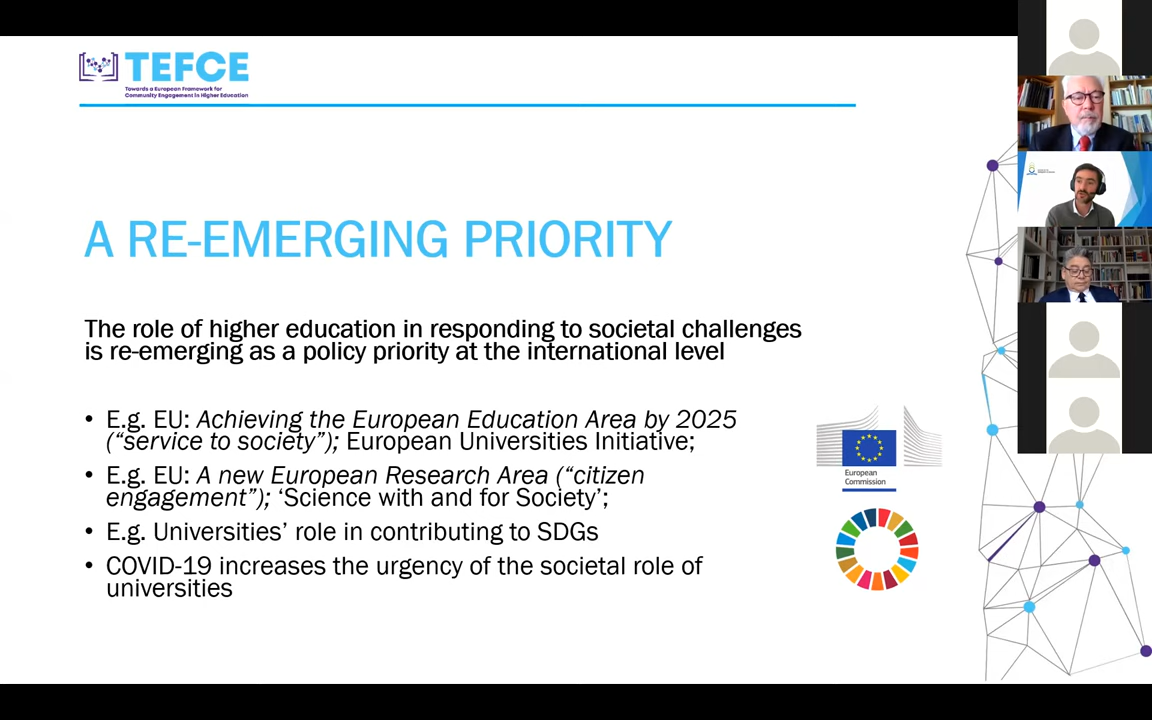 TEFCE
Towards a European Framework for
Community Engagement in Higher Education
A RE-EMERGING PRIORITY
The role of higher education in responding to societal challenges
is re-emerging as a policy priority at the international level
• E.g. EU: Achieving the European Education Area by 2025
(“service to society”); European Universities Initiative;
• E.g. EU: A new European Research Area (“citizen
engagement”); ‘Science with and for Society’;
• E.g. Universities’ role in contributing to SDGs
• COVID-19 increases the urgency of the societal role of
universities
European
Commission